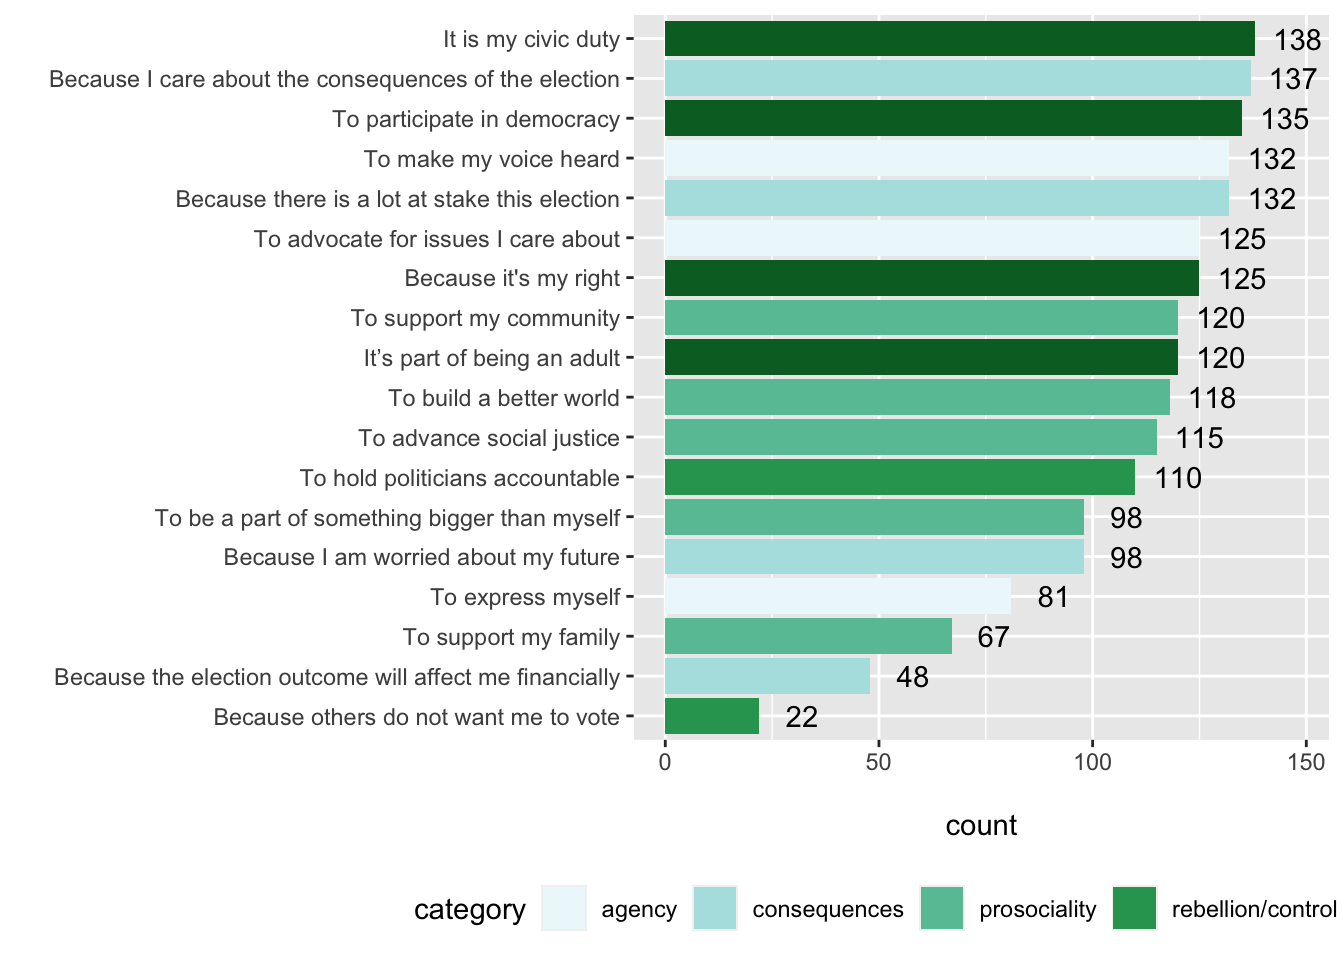 It is my civic duty 138
Because I care about the consequences of the election 137
To participate in democracy 135
To make my voice heard 132
Because there is a lot at stake this election 132
To advocate for issues I care about 125
Because it's my right 125
To support my community 120
It’s part of being an adult 120
To build a better world 118
To advance social justice 115
To hold politicians accountable 110
To be a part of something bigger than myself 98
Because I am worried about my future 98
To express myself 81
To support my family 67
Because the election outcome will affect me financially 48
Because others do not want me to vote 22
0 50 100 150
count
category agency consequences prosociality rebellion/control